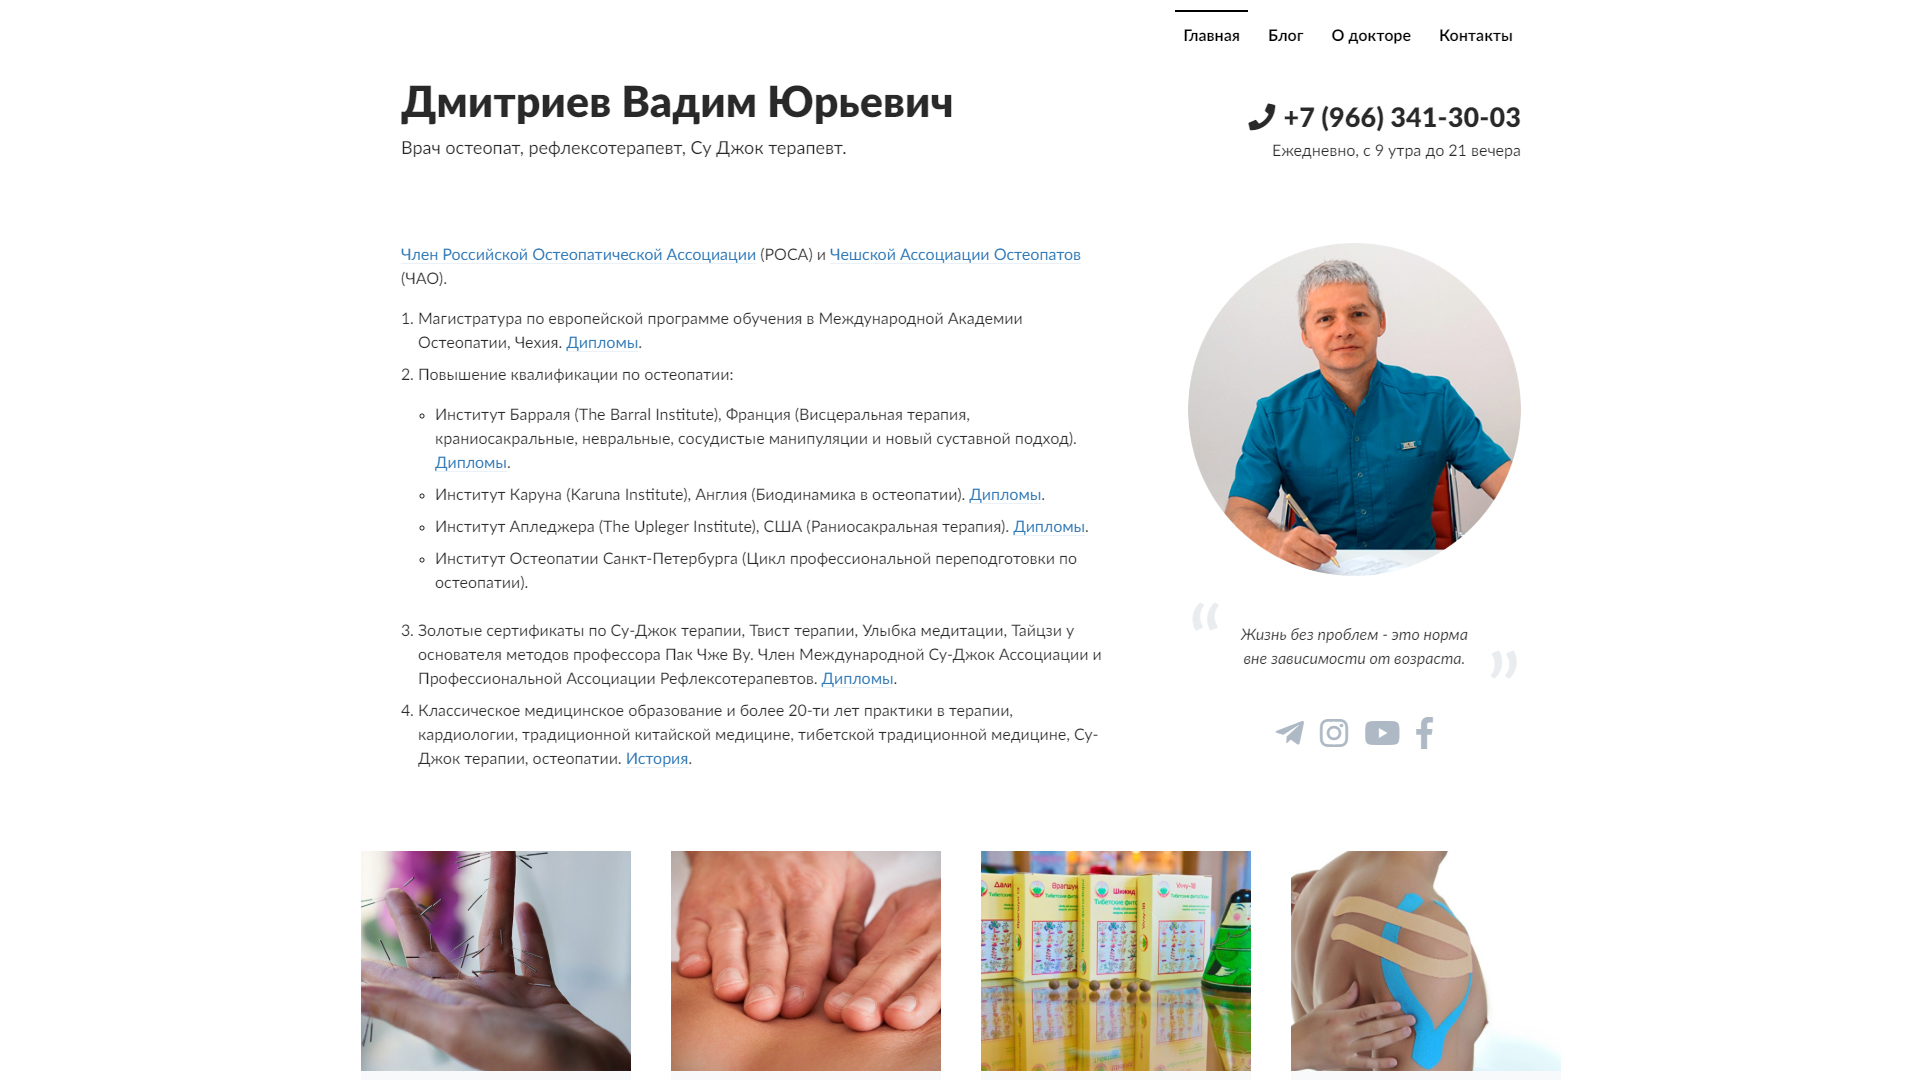 Главная Блог О докторе Контакты
Дмитриев Вадим Юрьевич
Врач остеопат, рефлексотерапевт, Су Джок терапевт.
+7 (966) 341-30-03
Ежедневно, с 9 утра до 21 вечера
Член Российской Остеопатической Ассоциации (РОСА) и Чешской Ассоциации Остеопатов
(ЧАО).
1. Магистратура по европейской программе обучения в Международной Академии
Остеопатии, Чехия. Дипломы.
2. Повышение квалификации по остеопатии:
Институт Барраля (The Barral Institute), Франция (Висцеральная терапия,
краниосакральные, невральные, сосудистые манипуляции и новый суставной подход).
Дипломы.
Институт Каруна (Karuna Institute), Англия (Биодинамика в остеопатии). Дипломы.
Институт Апледжера (The Upleger Institute), США (Раниосакральная терапия). Дипломы.
Институт Остеопатии Санкт-Петербурга (Цикл профессиональной переподготовки по
остеопатии).
3. Золотые сертификаты по Су-Джок терапии, Твист терапии, Улыбка медитации, Тайцзи у
основателя методов профессора Пак Чже Ву. Член Международной Су-Джок Ассоциации и
Профессиональной Ассоциации Рефлексотерапевтов. Дипломы.
4. Классическое медицинское образование и более 20-ти лет практики в терапии,
кардиологии, традиционной китайской медицине, тибетской традиционной медицине, Су-
Джок терапии, остеопатии. История.
“ Жизнь без проблем - это норма
вне зависимости от возраста. ”
Дали Врагшун Шижид Унчу-18
Тибетские